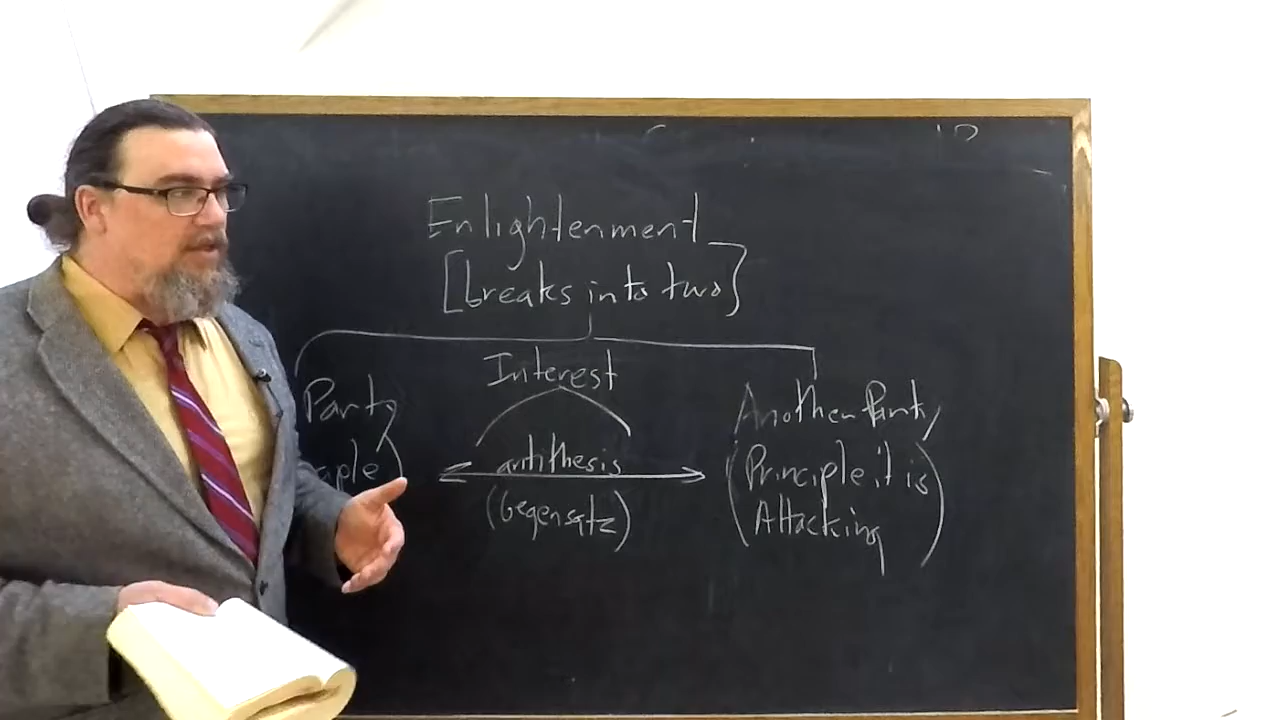 Enlightenment
[breaks into two}
Interest
Party
antithesis
(Gegensatz)
Another Party
(Principle it is
Attacking)